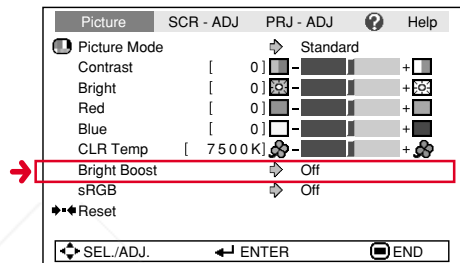 Picture SCR - ADJ PRJ - ADJ ? Help
Picture Mode Standard
Contrast [ 0 ] - +
Bright [ 0 ] - +
Red [ 0 ] - +
Blue [ 0 ] - +
CLR Temp [ 7500K ] - +
Bright Boost Off
sRGB Off
Reset
SEL./ADJ. ENTER END